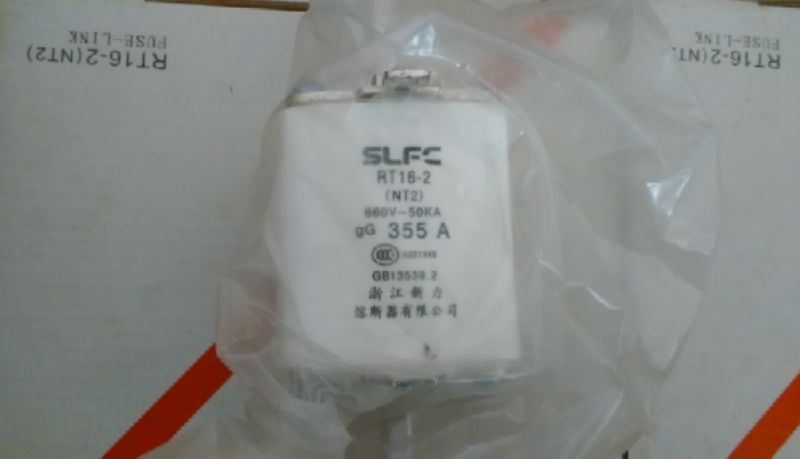 RT16-2(NT2)
FUSE-LINK
SLFC
RT16-2
(NT2)
660V-50KA
gG 355 A
CCC
GB13539.2
浙江新力
熔断器有限公司
FUSE-LINK
RT16-2(NT